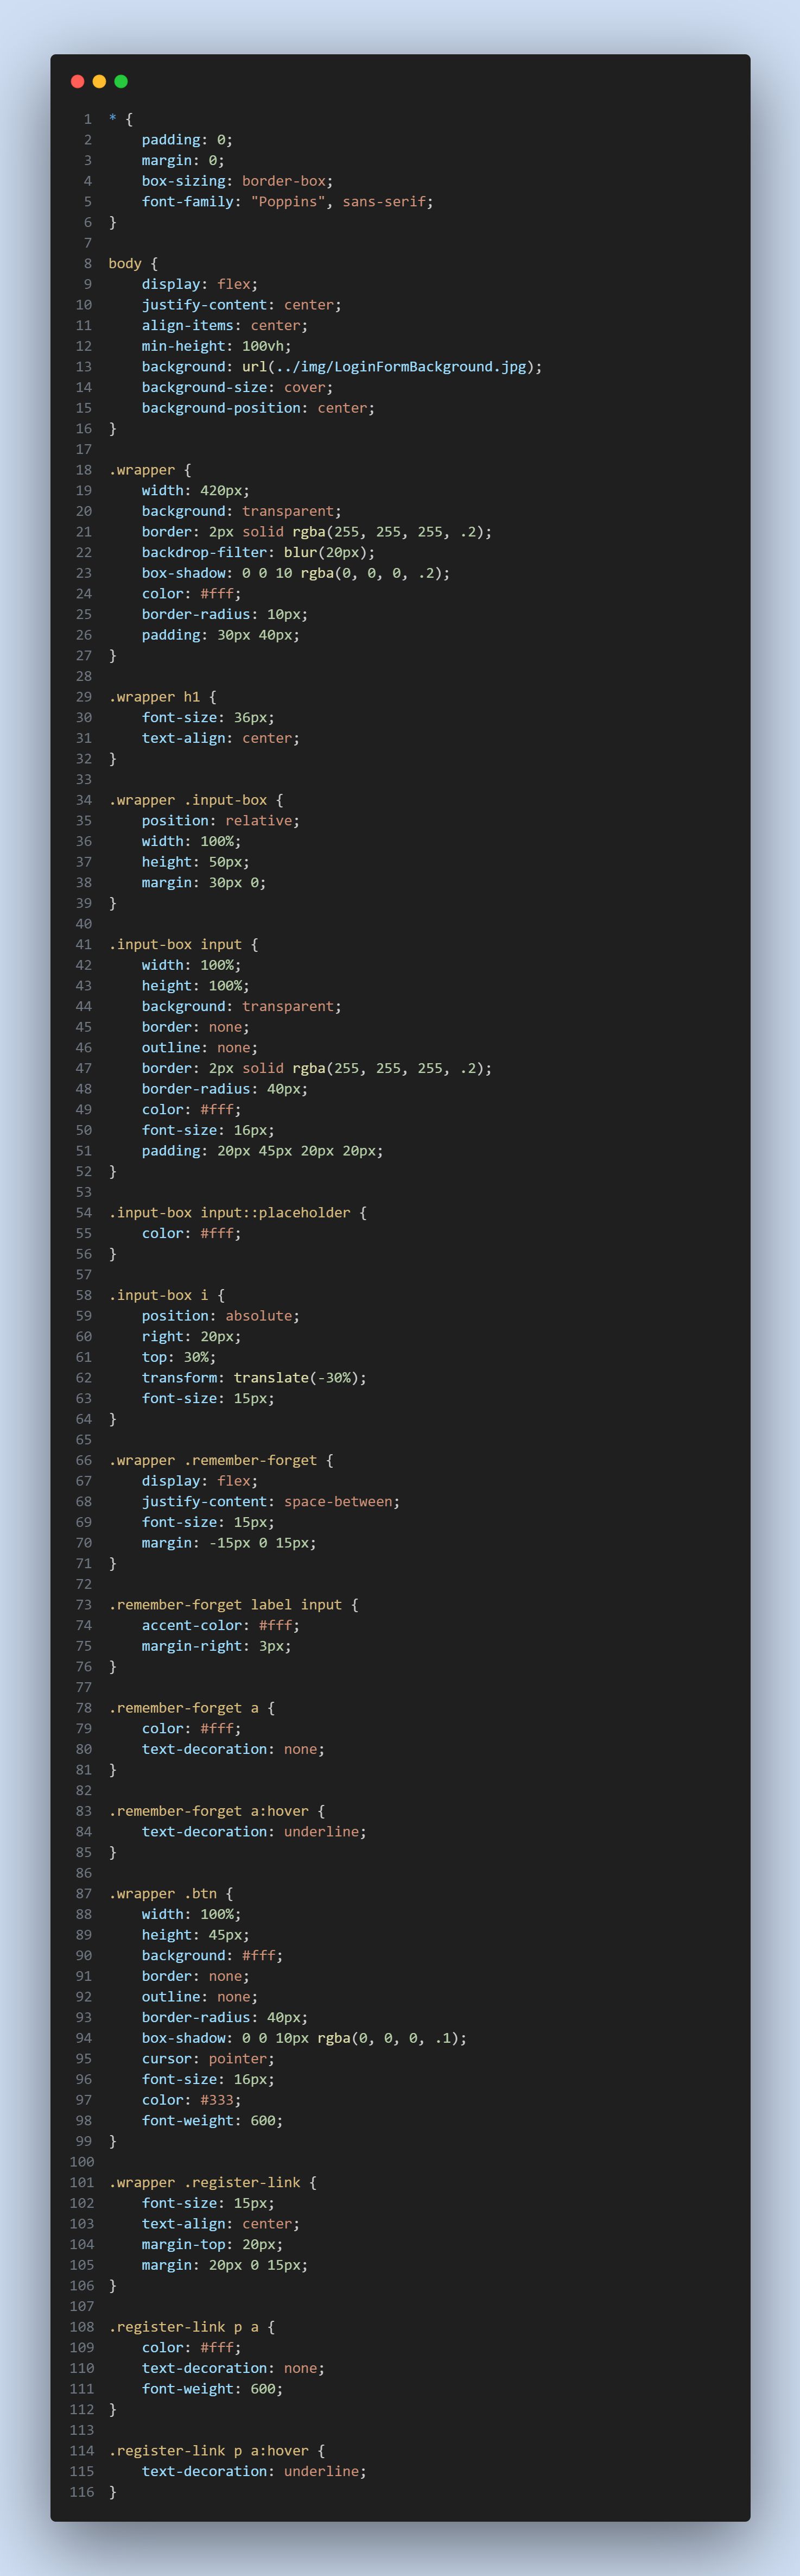 1 * {
2     padding: 0;
3     margin: 0;
4     box-sizing: border-box;
5     font-family: "Poppins", sans-serif;
6 }
7
8 body {
9     display: flex;
10     justify-content: center;
11     align-items: center;
12     min-height: 100vh;
13     background: url(../img/LoginFormBackground.jpg);
14     background-size: cover;
15     background-position: center;
16 }
17
18 .wrapper {
19     width: 420px;
20     background: transparent;
21     border: 2px solid rgba(255, 255, 255, .2);
22     backdrop-filter: blur(20px);
23     box-shadow: 0 0 10 rgba(0, 0, 0, .2);
24     color: #fff;
25     border-radius: 10px;
26     padding: 30px 40px;
27 }
28
29 .wrapper h1 {
30     font-size: 36px;
31     text-align: center;
32 }
33
34 .wrapper .input-box {
35     position: relative;
36     width: 100%;
37     height: 50px;
38     margin: 30px 0;
39 }
40
41 .input-box input {
42     width: 100%;
43     height: 100%;
44     background: transparent;
45     border: none;
46     outline: none;
47     border: 2px solid rgba(255, 255, 255, .2);
48     border-radius: 40px;
49     color: #fff;
50     font-size: 16px;
51     padding: 20px 45px 20px 20px;
52 }
53
54 .input-box input::placeholder {
55     color: #fff;
56 }
57
58 .input-box i {
59     position: absolute;
60     right: 20px;
61     top: 30%;
62     transform: translate(-30%);
63     font-size: 15px;
64 }
65
66 .wrapper .remember-forget {
67     display: flex;
68     justify-content: space-between;
69     font-size: 15px;
70     margin: -15px 0 15px;
71 }
72
73 .remember-forget label input {
74     accent-color: #fff;
75     margin-right: 3px;
76 }
77
78 .remember-forget a {
79     color: #fff;
80     text-decoration: none;
81 }
82
83 .remember-forget a:hover {
84     text-decoration: underline;
85 }
86
87 .wrapper .btn {
88     width: 100%;
89     height: 45px;
90     background: #fff;
91     border: none;
92     outline: none;
93     border-radius: 40px;
94     box-shadow: 0 0 10px rgba(0, 0, 0, .1);
95     cursor: pointer;
96     font-size: 16px;
97     color: #333;
98     font-weight: 600;
99 }
100
101 .wrapper .register-link {
102     font-size: 15px;
103     text-align: center;
104     margin-top: 20px;
105     margin: 20px 0 15px;
106 }
107
108 .register-link p a {
109     color: #fff;
110     text-decoration: none;
111     font-weight: 600;
112 }
113
114 .register-link p a:hover {
115     text-decoration: underline;
116 }